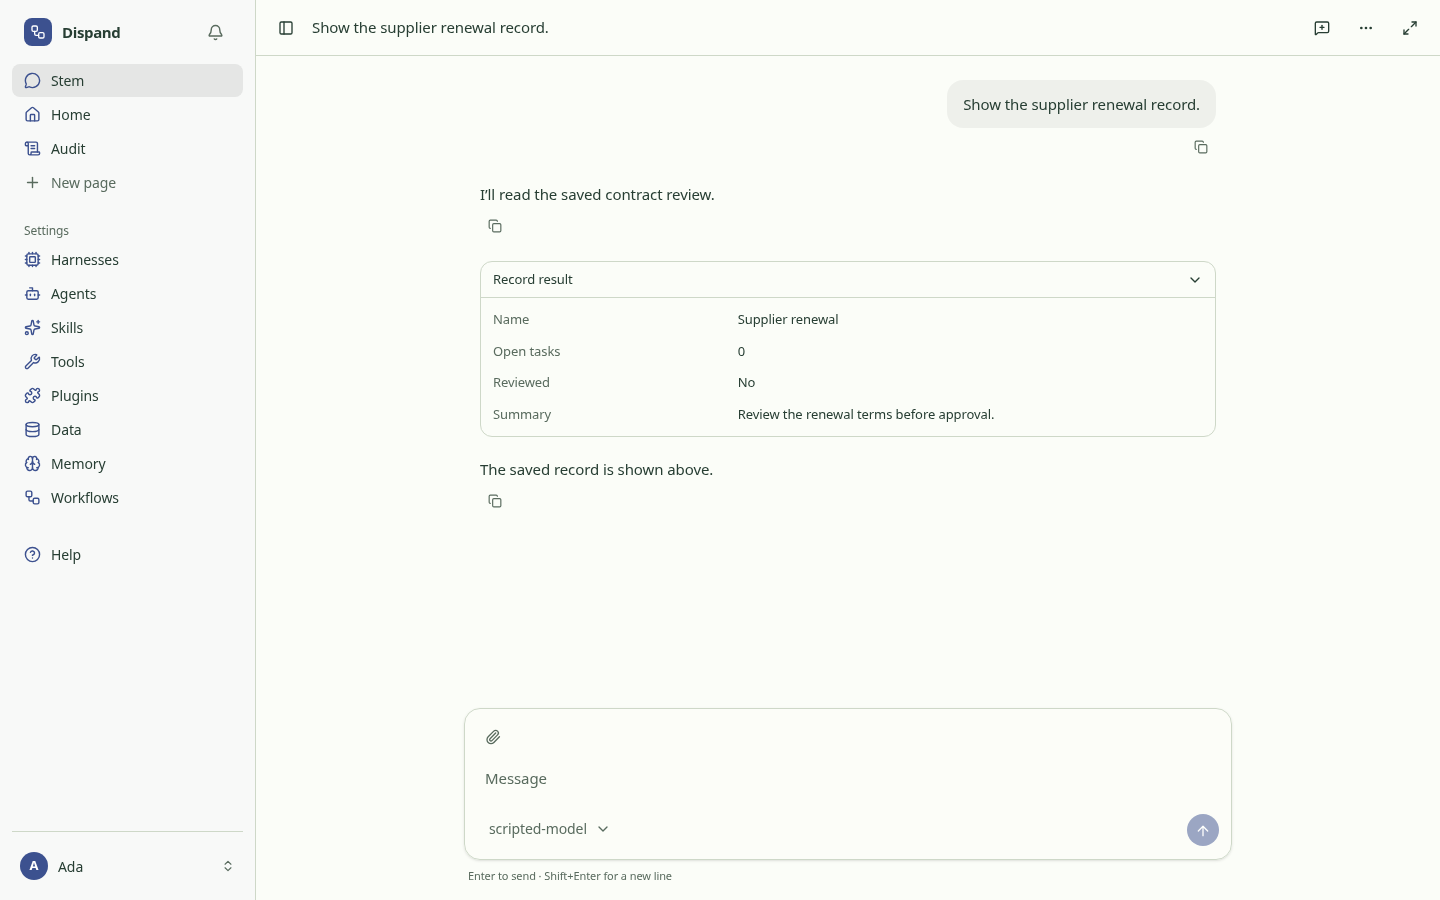 Dispand
Show the supplier renewal record.
Stem
Home
Audit
New page
Settings
Harnesses
Agents
Skills
Tools
Plugins
Data
Memory
Workflows
Help
A
Ada
Show the supplier renewal record.
I'll read the saved contract review.
Record result
Name Supplier renewal
Open tasks 0
Reviewed No
Summary Review the renewal terms before approval.
The saved record is shown above.
Message
scripted-model
Enter to send · Shift+Enter for a new line